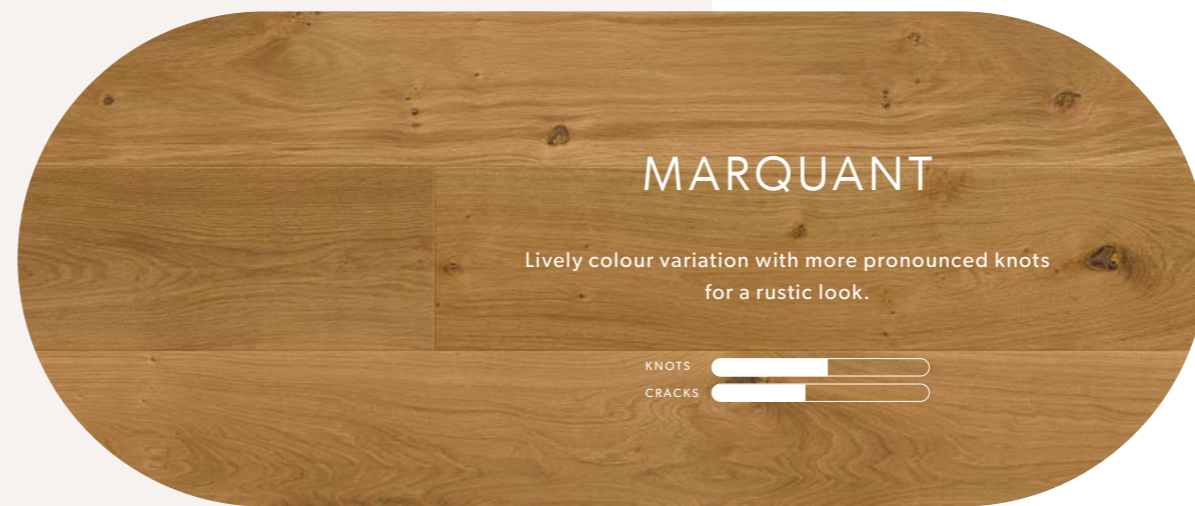 MARQUANT
Lively colour variation with more pronounced knots
for a rustic look.
KNOTS
CRACKS